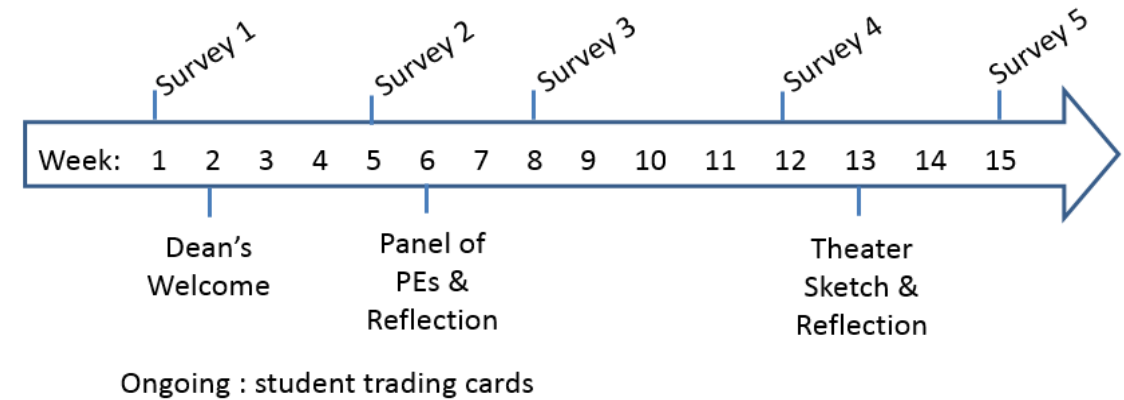 Survey 1
Survey 2
Survey 3
Survey 4
Survey 5
Week: 1 2 3 4 5 6 7 8 9 10 11 12 13 14 15
Dean’s
Welcome
Panel of
PEs &
Reflection
Theater
Sketch &
Reflection
Ongoing : student trading cards